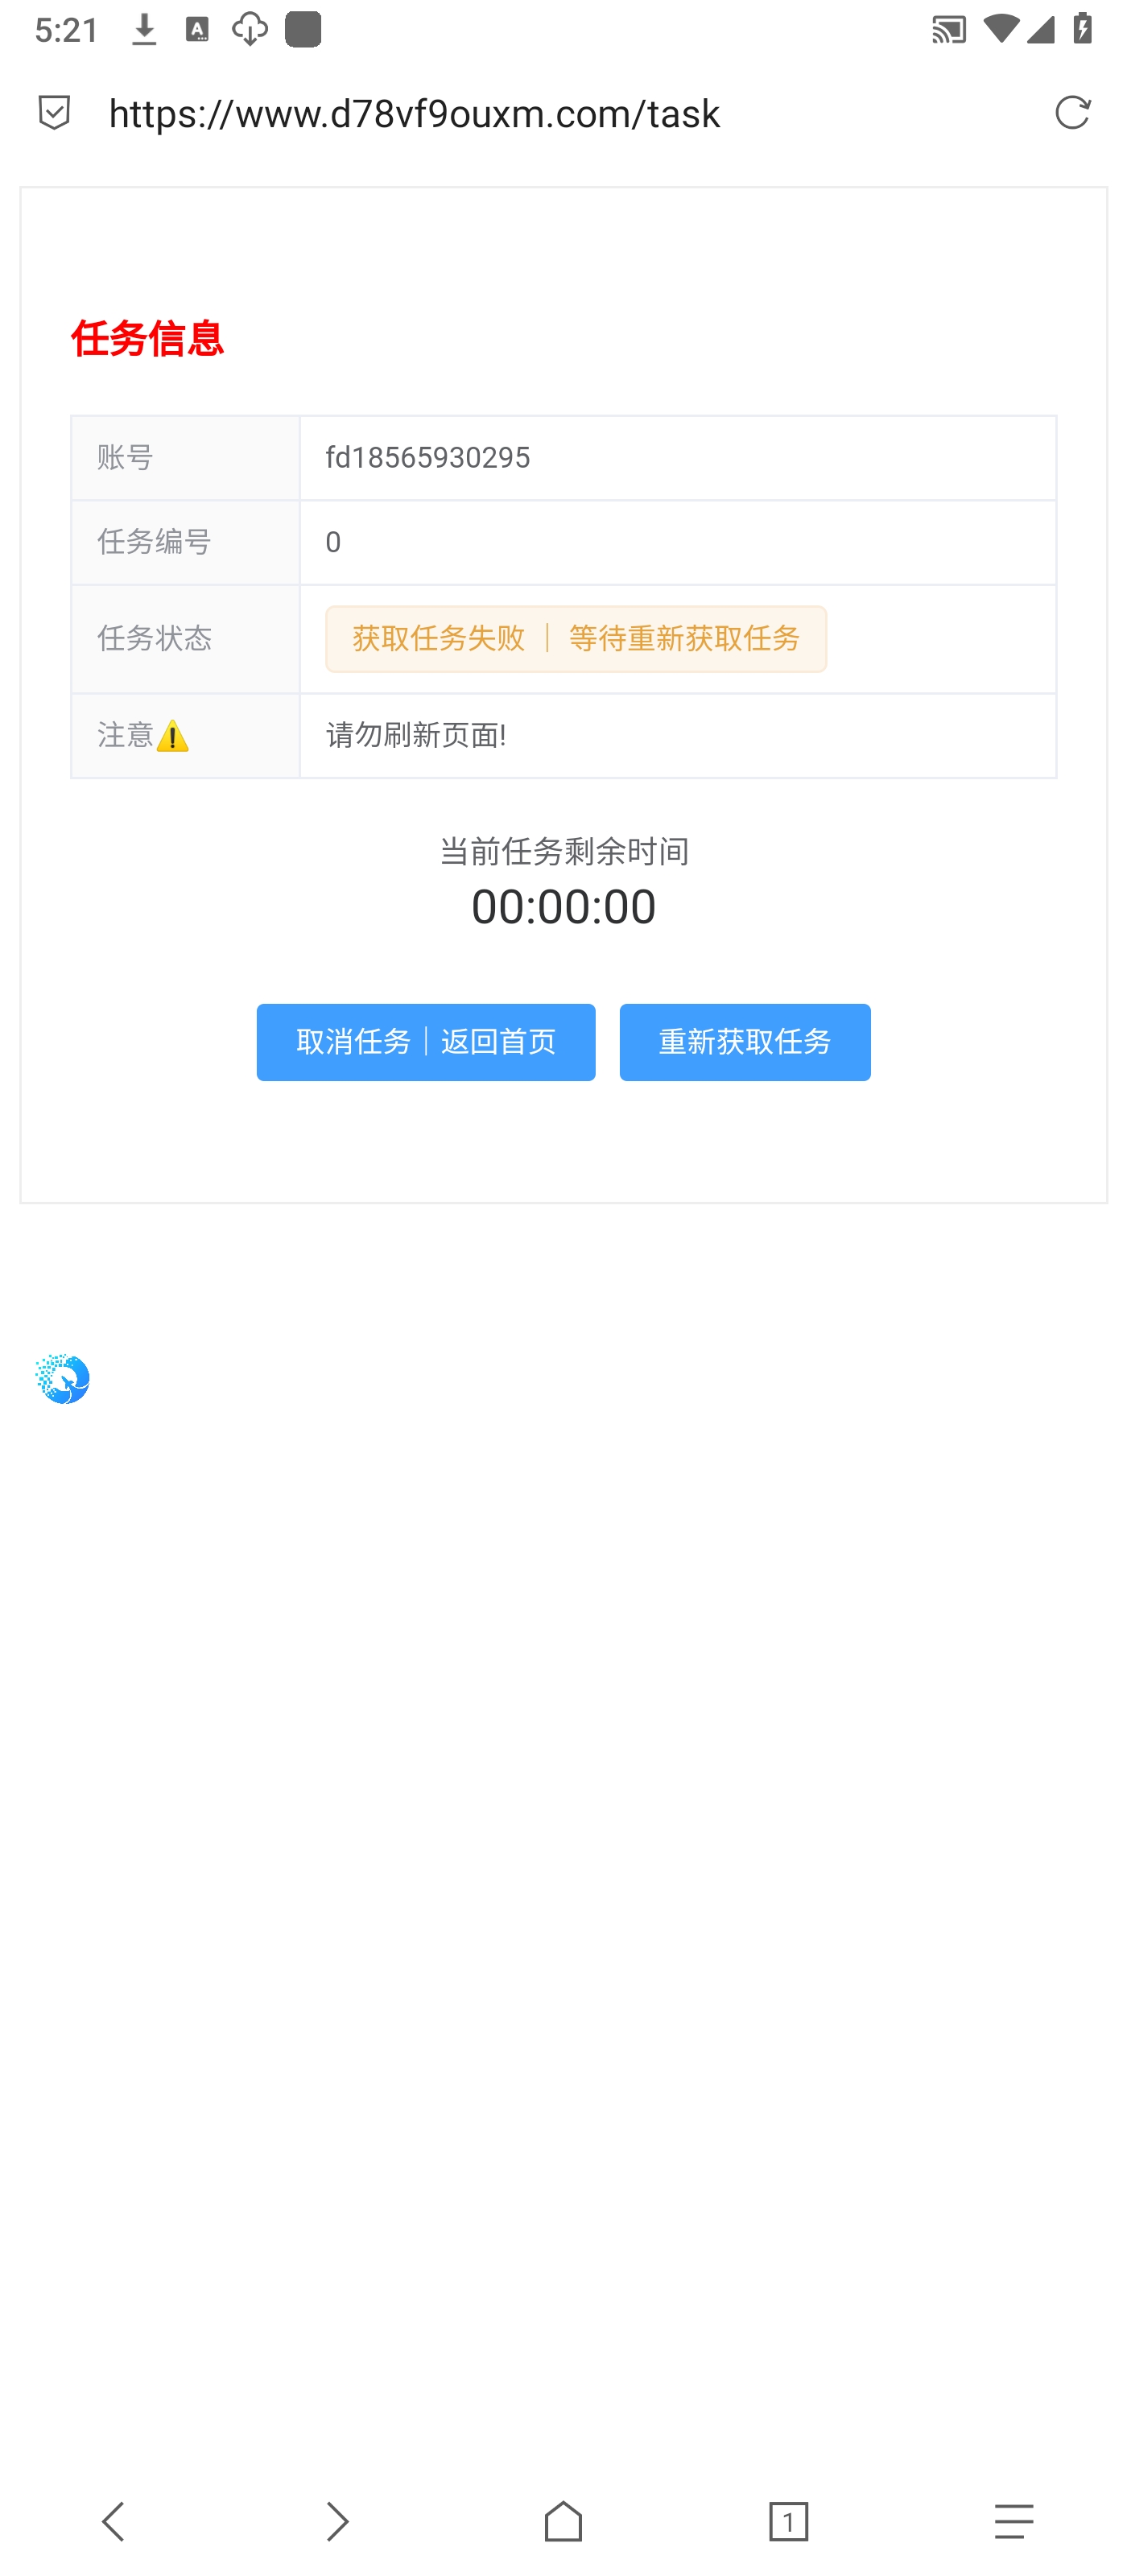 5:21
https://www.d78vf9ouxm.com/task
任务信息
账号 fd18565930295
任务编号 0
任务状态 获取任务失败 | 等待重新获取任务
注意⚠️ 请勿刷新页面!
当前任务剩余时间
00:00:00
取消任务|返回首页 重新获取任务
1